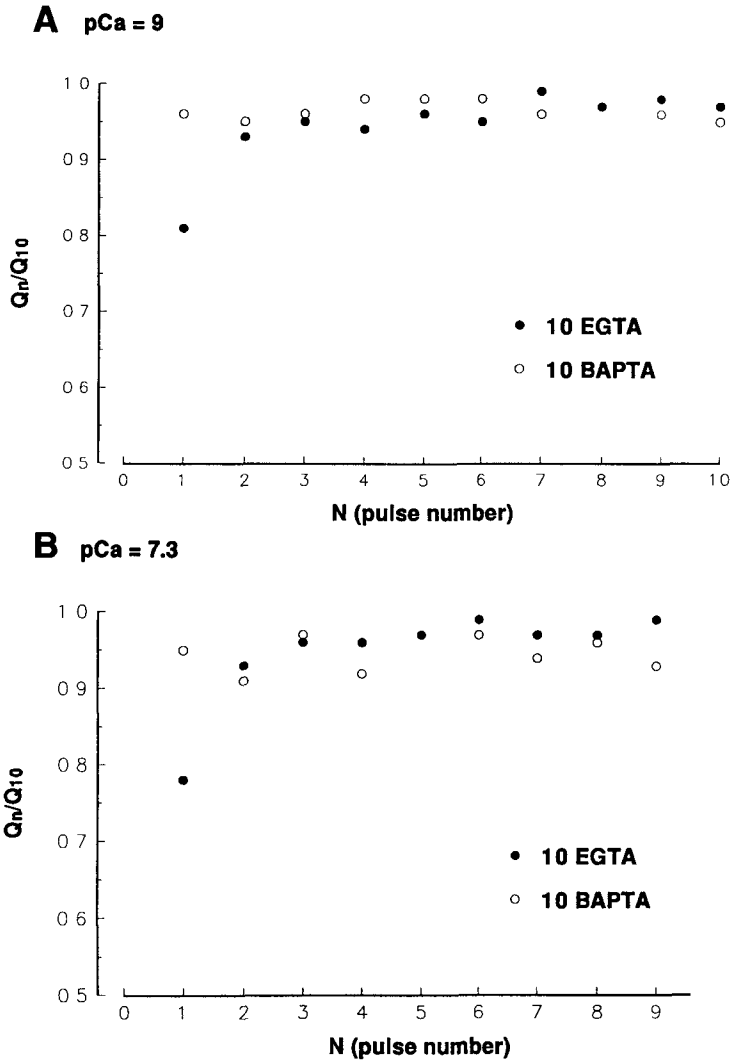 A pCa = 9
1 0
0 9
0 8
0 7
0 6
0 5
Qn/Q10
10 EGTA
10 BAPTA
0 1 2 3 4 5 6 7 8 9 10
N (pulse number)
B pCa = 7.3
1 0
0 9
0 8
0 7
0 6
0 5
Qn/Q10
10 EGTA
10 BAPTA
0 1 2 3 4 5 6 7 8 9
N (pulse number)